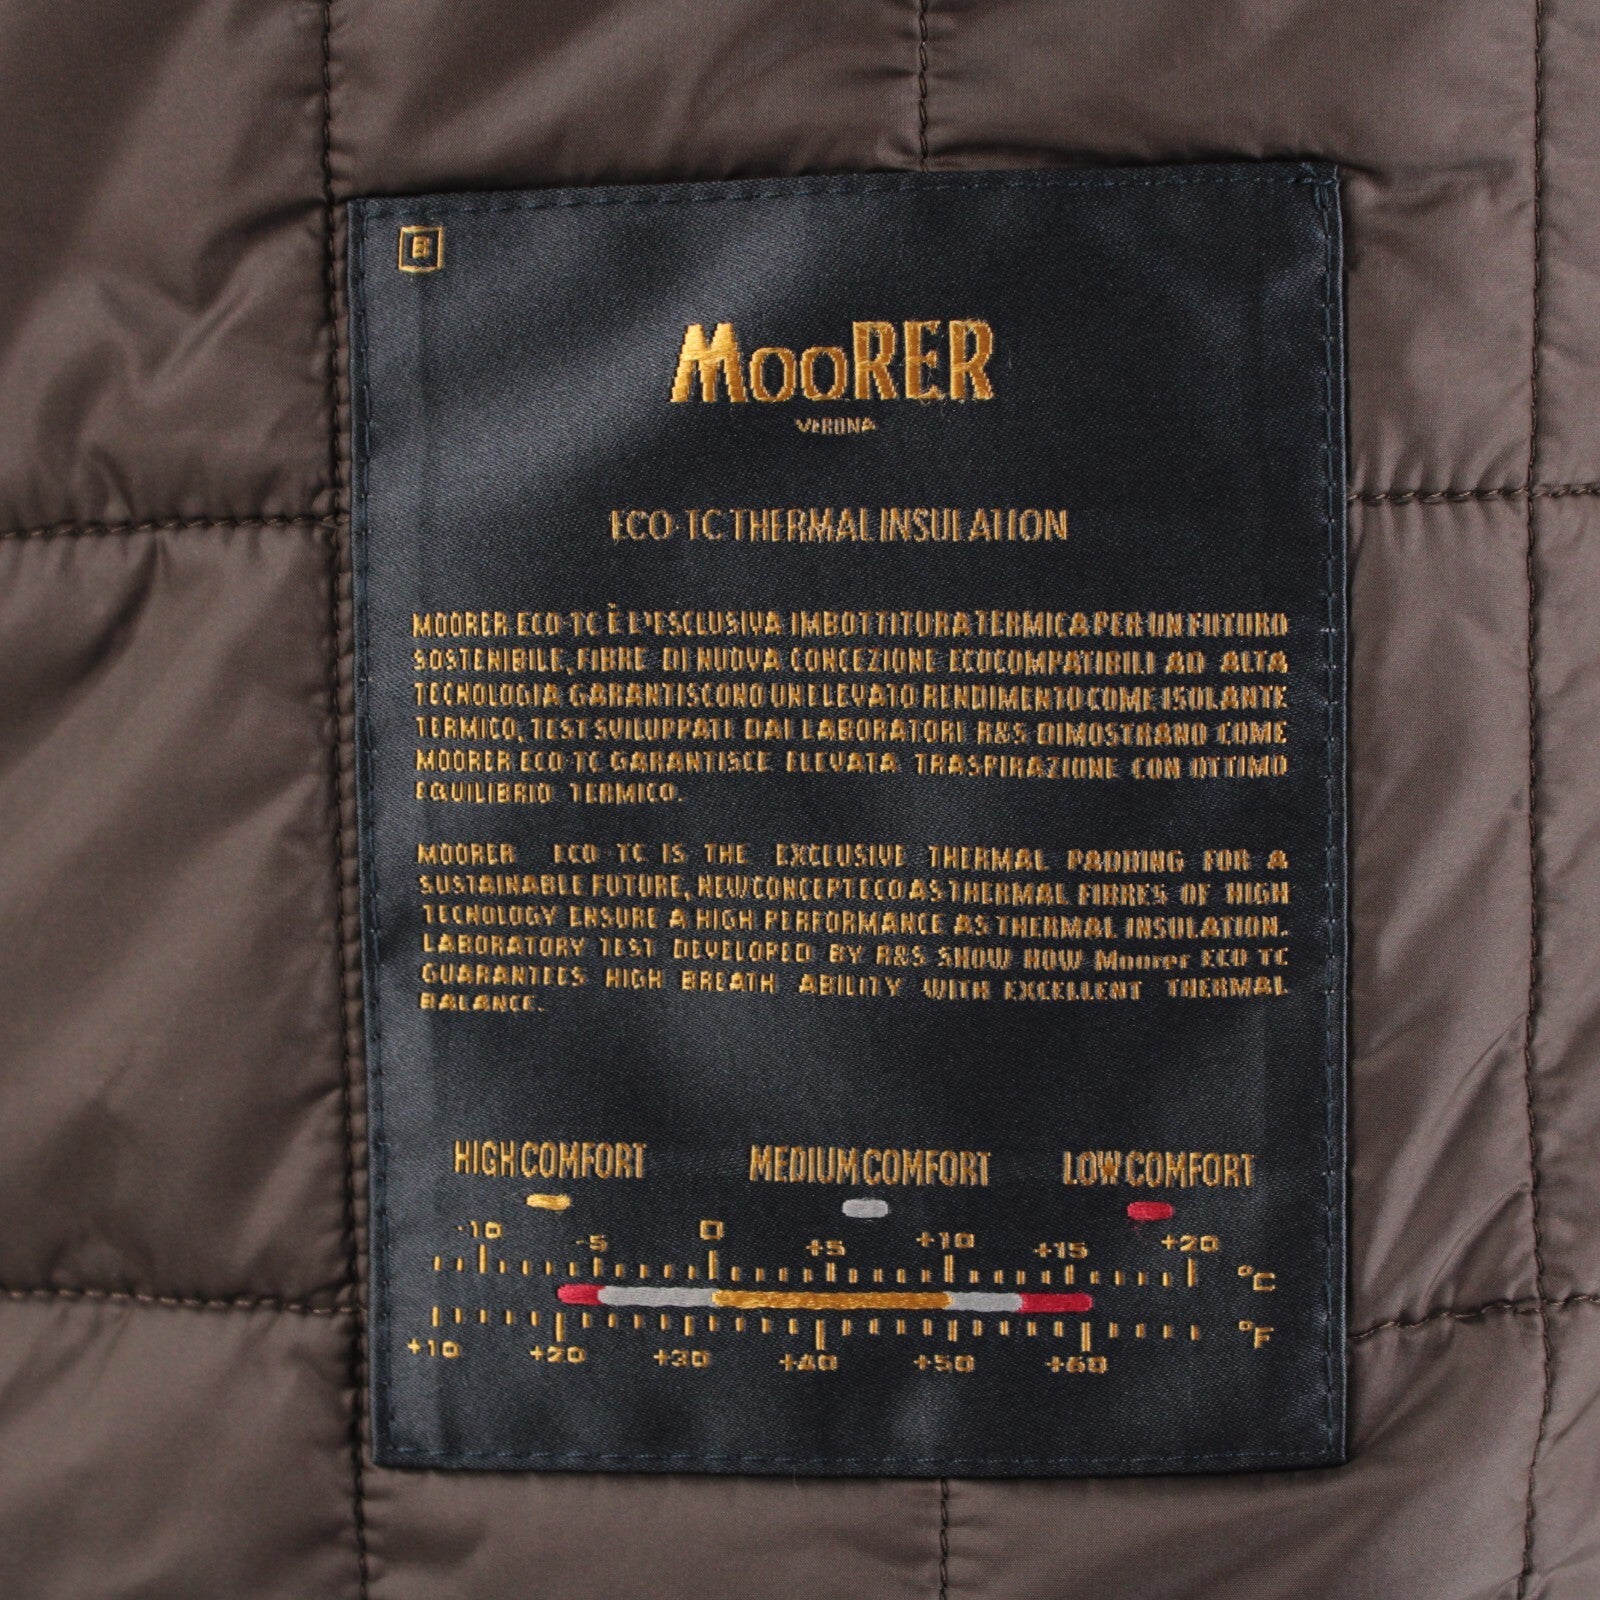 B
MOORER
VERONA
ECO-TC THERMAL INSULATION
MOORER ECO-TC È L'ESCLUSIVA IMBOTTITURA TERMICA PER UN FUTURO
SOSTENIBILE, FIBRE DI NUOVA CONCEZIONE ECOCOMPATIBILI AD ALTA
TECNOLOGIA GARANTISCONO UN ELEVATO RENDIMENTO COME ISOLANTE
TERMICO, TEST SVILUPPATI DAI LABORATORI R&S DIMOSTRANO COME
MOORER ECO-TC GARANTISCE ELEVATA TRASPIRAZIONE CON OTTIMO
EQUILIBRIO TERMICO.
MOORER ECO-TC IS THE EXCLUSIVE THERMAL PADDING FOR A
SUSTAINABLE FUTURE, NEW CONCEPT ECO AS THERMAL FIBRES OF HIGH
TECNOLOGY ENSURE A HIGH PERFORMANCE AS THERMAL INSULATION.
LABORATORY TEST DEVELOPED BY R&S SHOW HOW Moorer ECO TC
GUARANTEES HIGH BREATH ABILITY WITH EXCELLENT THERMAL
BALANCE.
HIGH COMFORT MEDIUM COMFORT LOW COMFORT
-10 -5 0 +5 +10 +15 +20
°C
°F
+10 +20 +30 +40 +50 +60